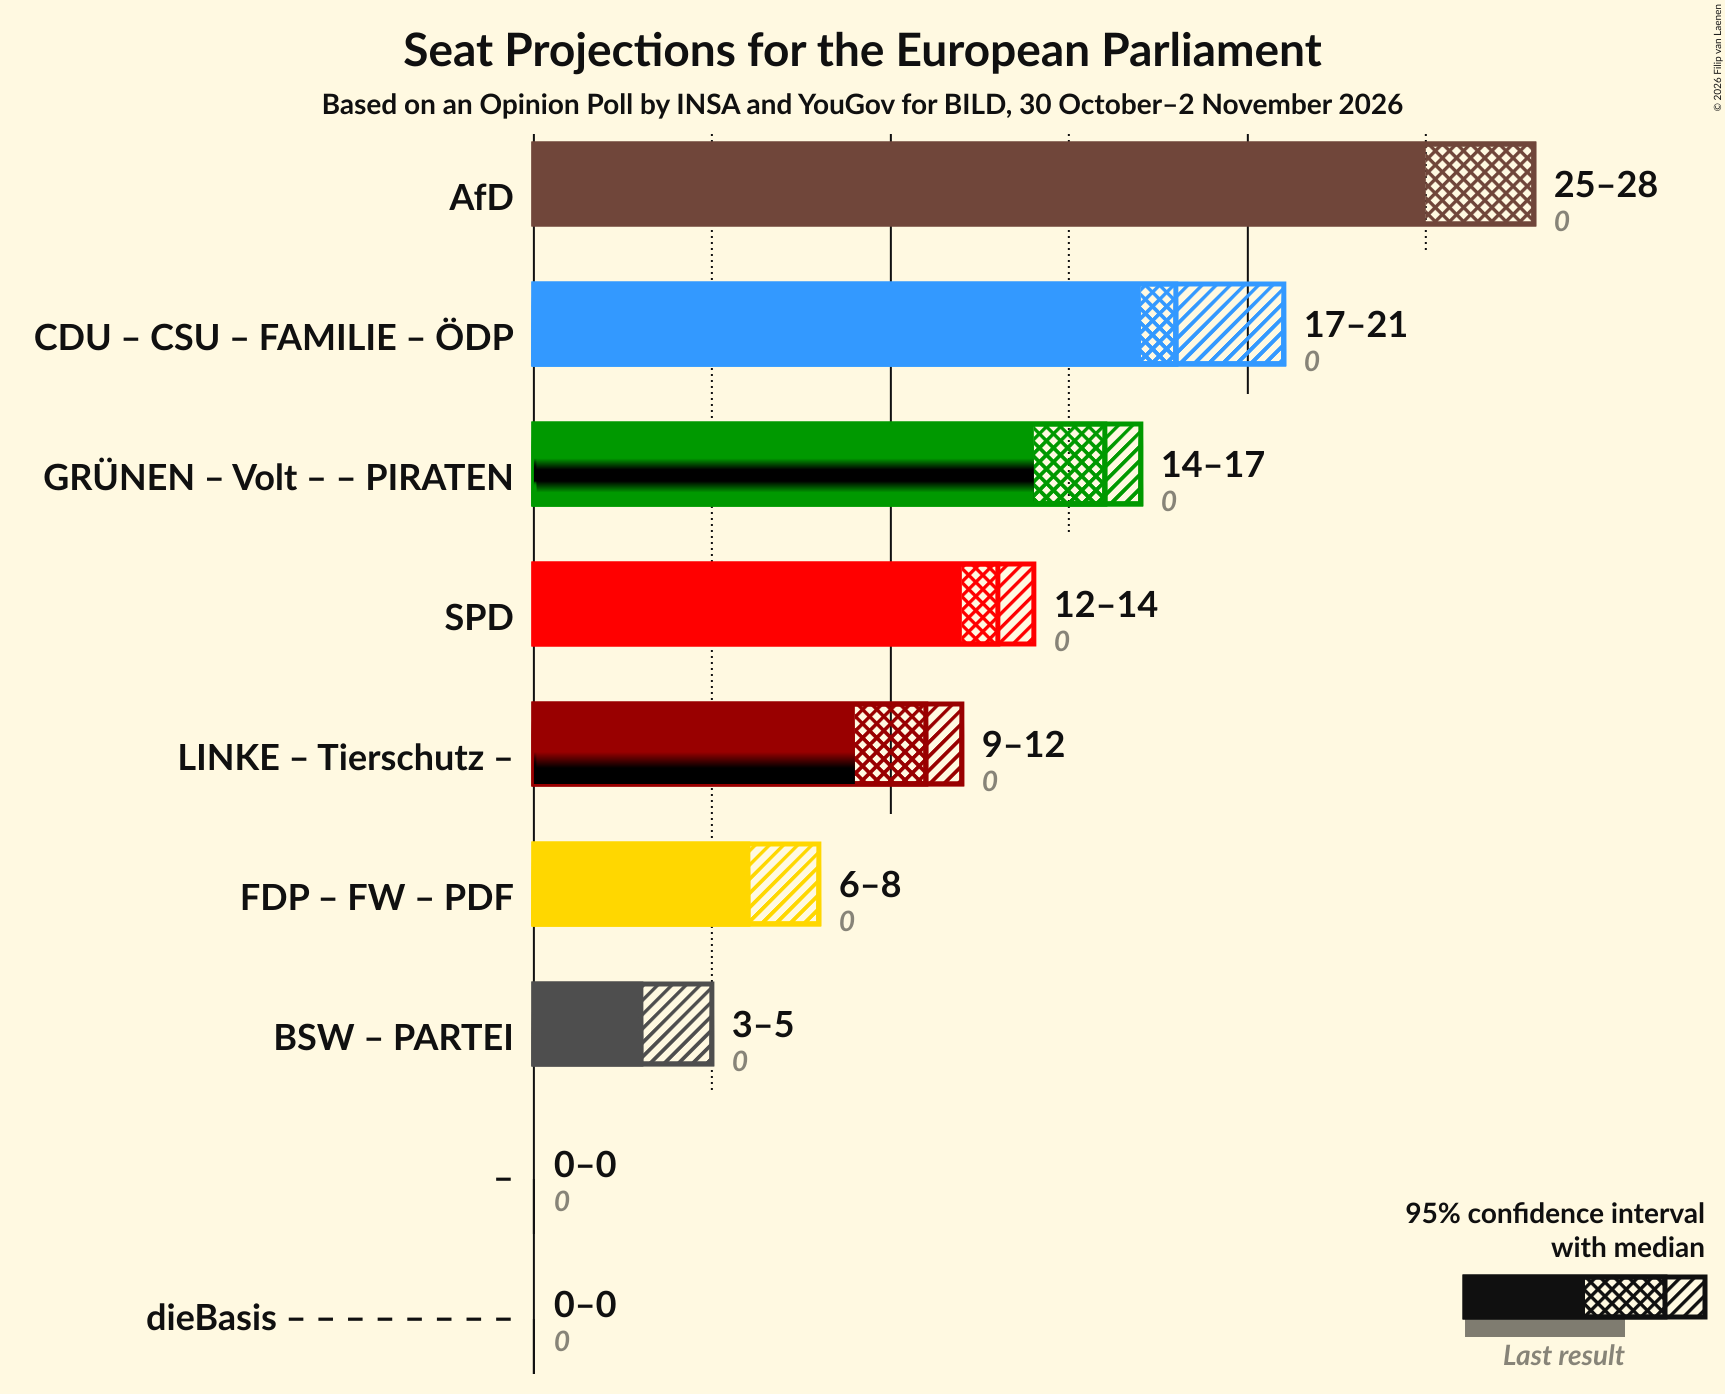 Seat Projections for the European Parliament
Based on an Opinion Poll by INSA and YouGov for BILD, 30 October–2 November 2026
© 2026 Filip van Laenen
AfD
25–28
0
CDU – CSU – FAMILIE – ÖDP
17–21
0
GRÜNEN – Volt – – PIRATEN
14–17
0
SPD
12–14
0
LINKE – Tierschutz –
9–12
0
FDP – FW – PDF
6–8
0
BSW – PARTEI
3–5
0
–
0–0
0
dieBasis – – – – – – – –
0–0
0
95% confidence interval
with median
Last result